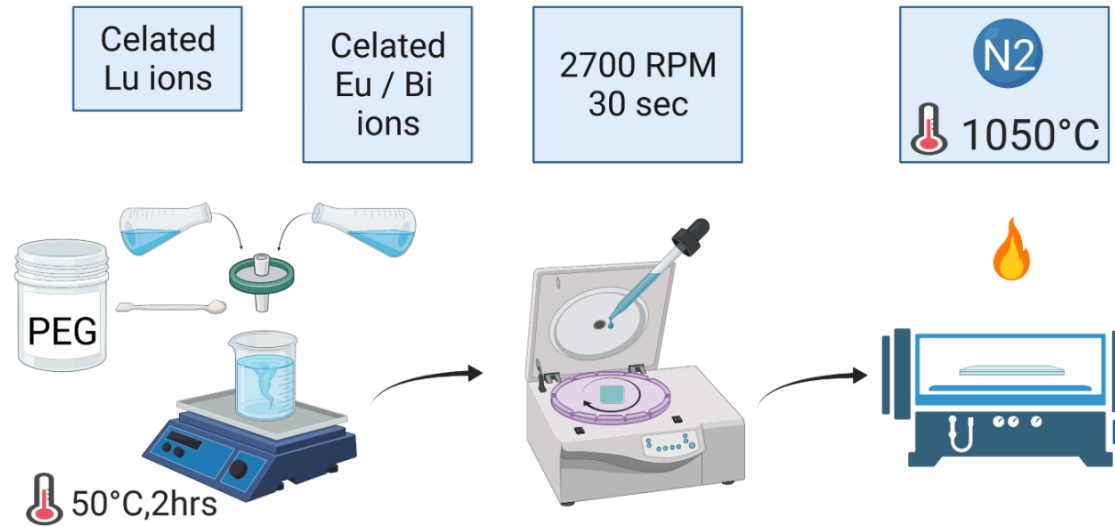 Celated
Lu ions
Celated
Eu / Bi
ions
2700 RPM
30 sec
N2
1050°C
PEG
50°C,2hrs